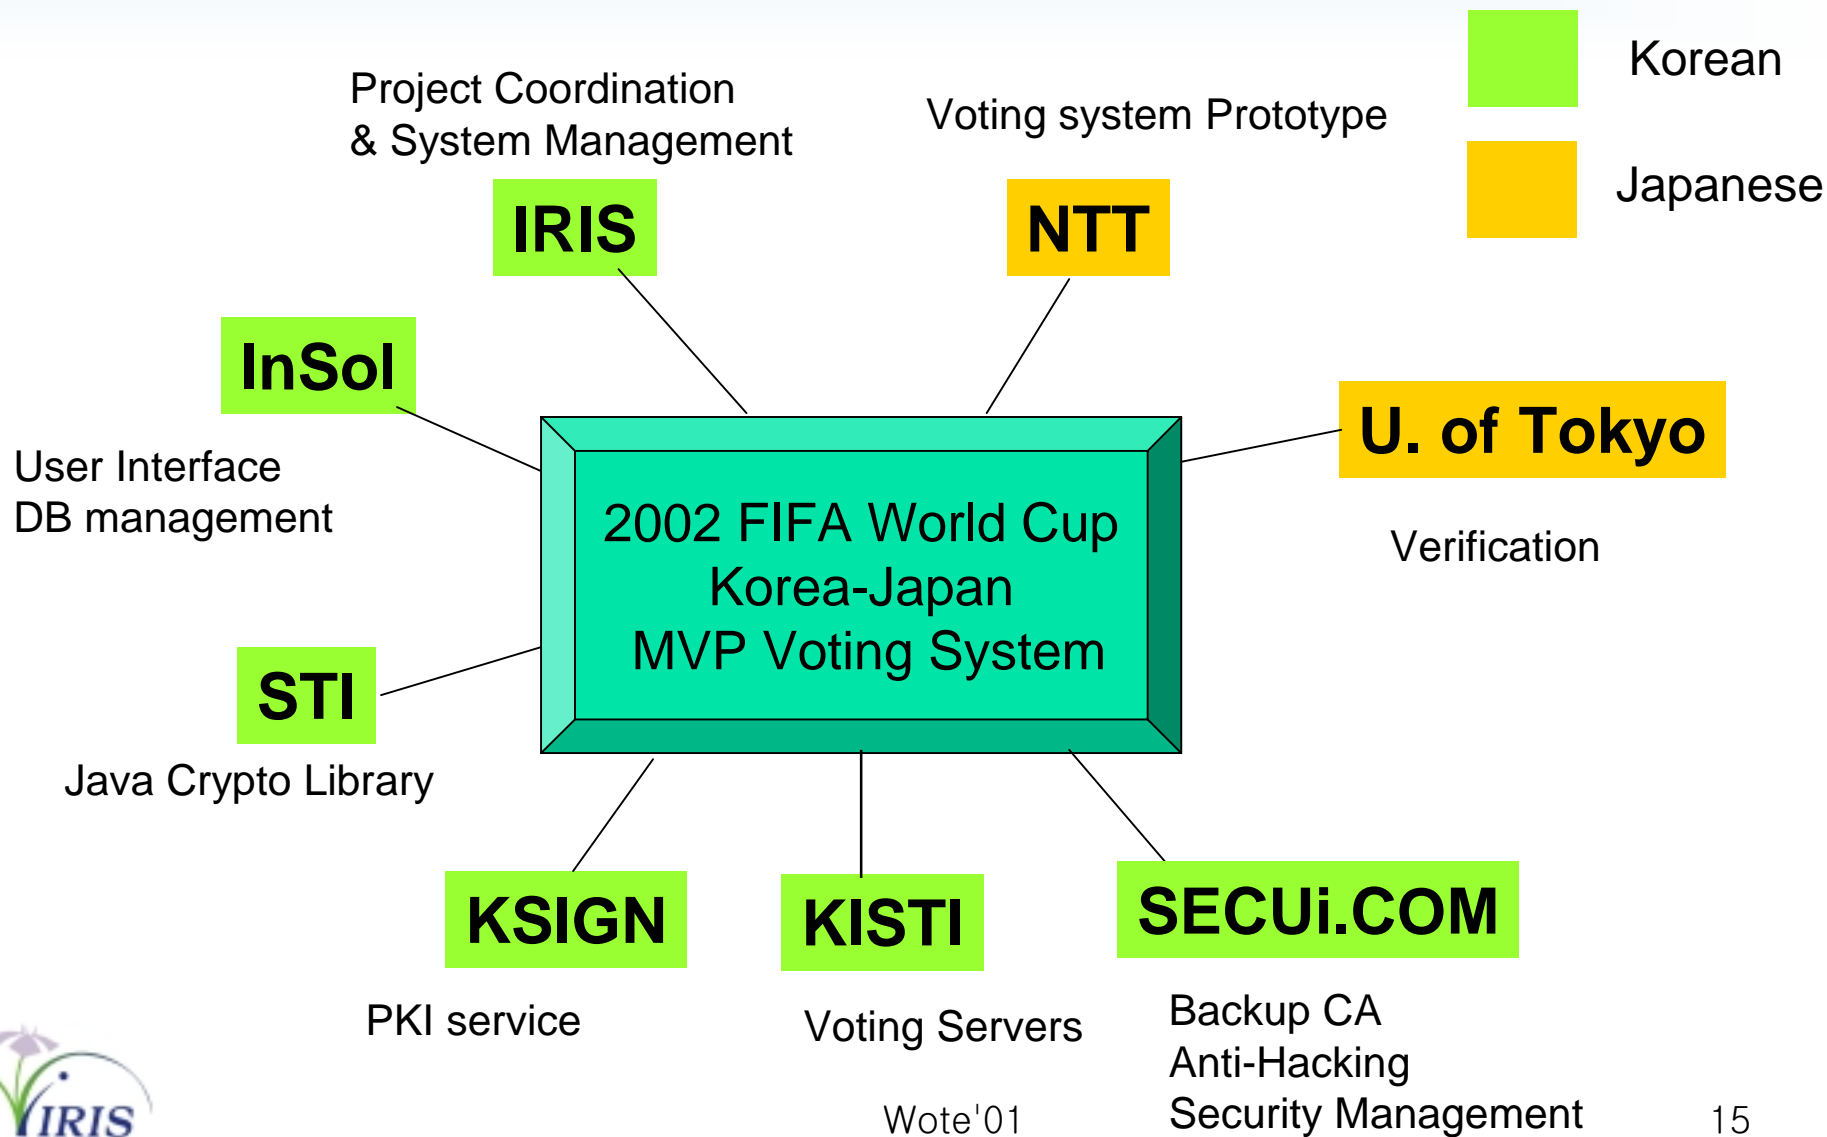 Korean
Japanese
Project Coordination
& System Management
IRIS
Voting system Prototype
NTT
InSol
User Interface
DB management
U. of Tokyo
Verification
2002 FIFA World Cup
Korea-Japan
MVP Voting System
STI
Java Crypto Library
KSIGN
PKI service
KISTI
Voting Servers
SECUi.COM
Backup CA
Anti-Hacking
Security Management
IRIS
Wote'01
15